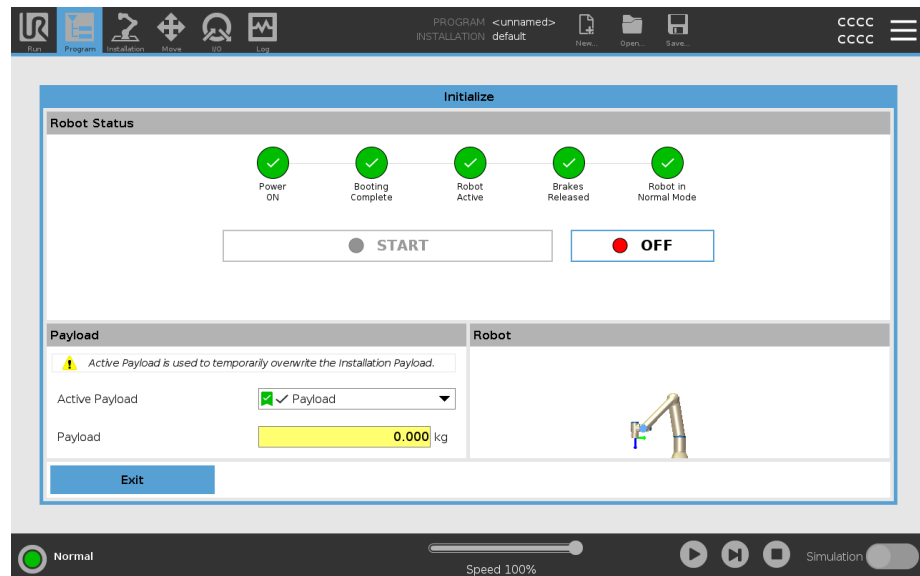 UR
PROGRAM <unnamed>
INSTALLATION default
CCCC
CCCC
Run Program Installation Move I/O Log New... Open... Save...
Initialize
Robot Status
Power ON
Booting Complete
Robot Active
Brakes Released
Robot in Normal Mode
START OFF
Payload
Robot
Active Payload is used to temporarily overwrite the Installation Payload.
Active Payload Payload
Payload 0.000 kg
Exit
Normal
Speed 100%
Simulation